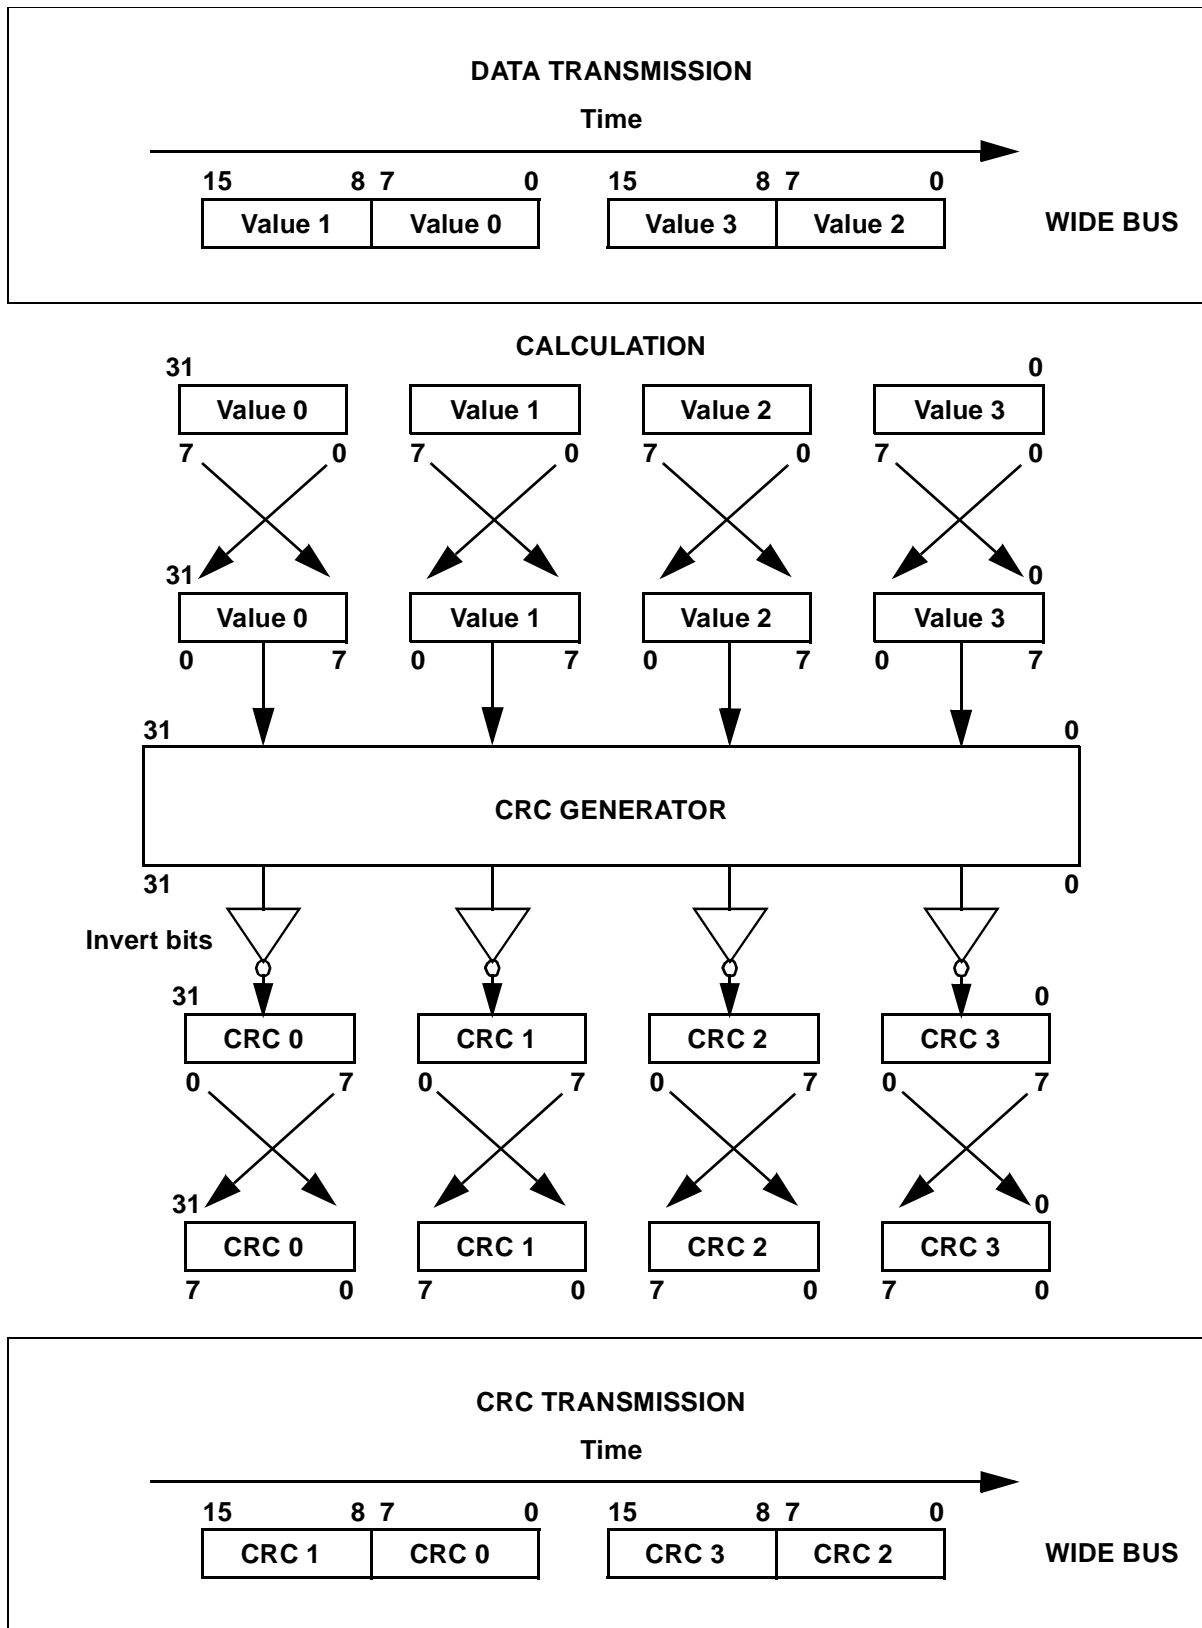 DATA TRANSMISSION
Time
15 8 7 0 15 8 7 0
Value 1 Value 0 Value 3 Value 2 WIDE BUS
CALCULATION
31 0
Value 0 Value 1 Value 2 Value 3
7 0 7 0 7 0 7 0
31 0
Value 0 Value 1 Value 2 Value 3
0 7 0 7 0 7 0 7
31 0
CRC GENERATOR
31 0
Invert bits
31 0
CRC 0 CRC 1 CRC 2 CRC 3
0 7 0 7 0 7 0 7
31 0
CRC 0 CRC 1 CRC 2 CRC 3
7 0 7 0 7 0 7 0
CRC TRANSMISSION
Time
15 8 7 0 15 8 7 0
CRC 1 CRC 0 CRC 3 CRC 2 WIDE BUS